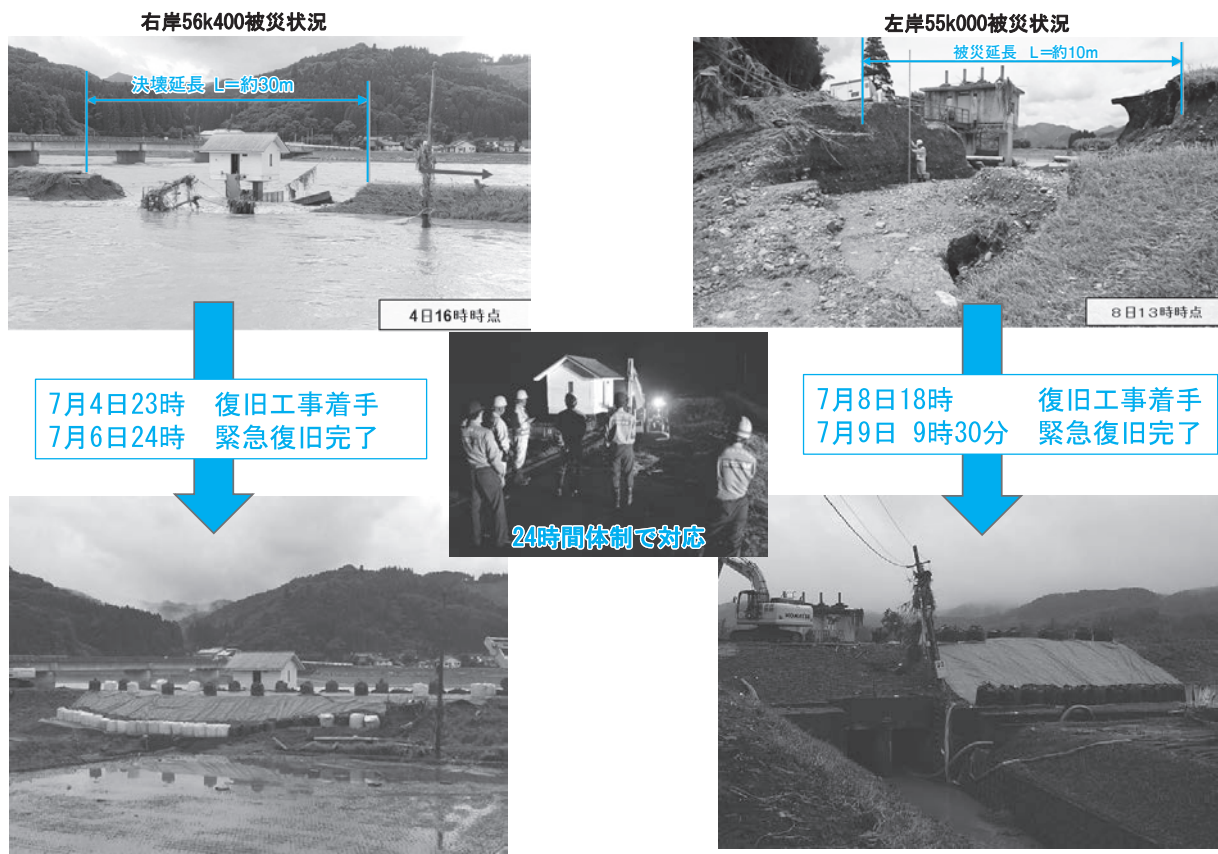 右岸56k400被災状況
決壊延長 L=約30m
4日16時時点
7月4日23時 復旧工事着手
7月6日24時 緊急復旧完了
左岸55k000被災状況
被災延長 L=約10m
8日13時時点
7月8日18時 復旧工事着手
7月9日 9時30分 緊急復旧完了
24時間体制で対応
KOMATSU